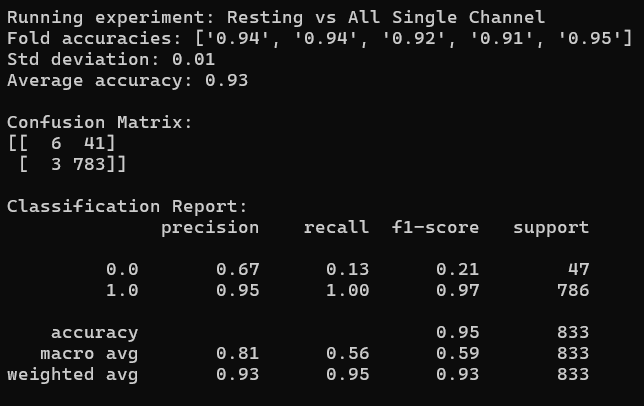 Running experiment: Resting vs All Single Channel
Fold accuracies: ['0.94', '0.94', '0.92', '0.91', '0.95']
Std deviation: 0.01
Average accuracy: 0.93

Confusion Matrix:
[[  6  41]
 [  3 783]]

Classification Report:
              precision    recall  f1-score   support

         0.0       0.67      0.13      0.21        47
         1.0       0.95      1.00      0.97       786

    accuracy                           0.95       833
   macro avg       0.81      0.56      0.59       833
weighted avg       0.93      0.95      0.93       833